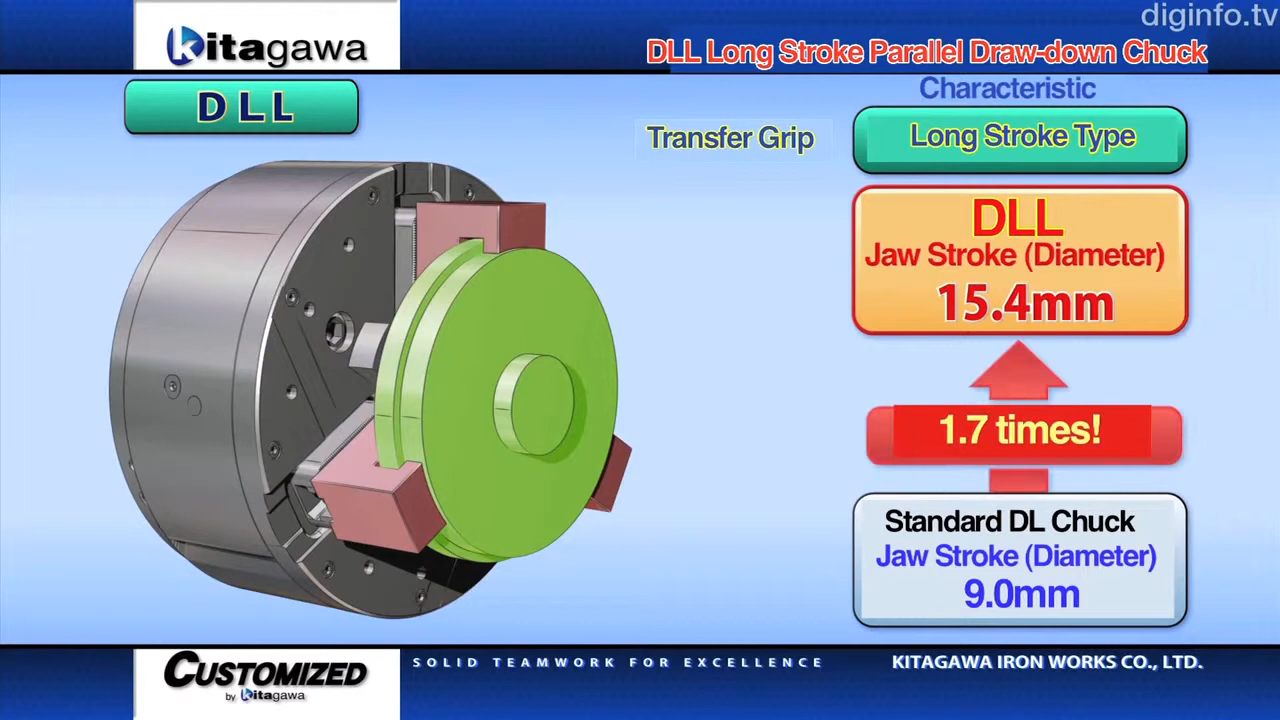 diginfo.tv
kitagawa
DLL Long Stroke Parallel Draw-down Chuck
DLL
Characteristic
Transfer Grip
Long Stroke Type
DLL
Jaw Stroke (Diameter)
15.4mm
1.7 times!
Standard DL Chuck
Jaw Stroke (Diameter)
9.0mm
CUSTOMIZED
by kitagawa
SOLID TEAMWORK FOR EXCELLENCE
KITAGAWA IRON WORKS CO., LTD.